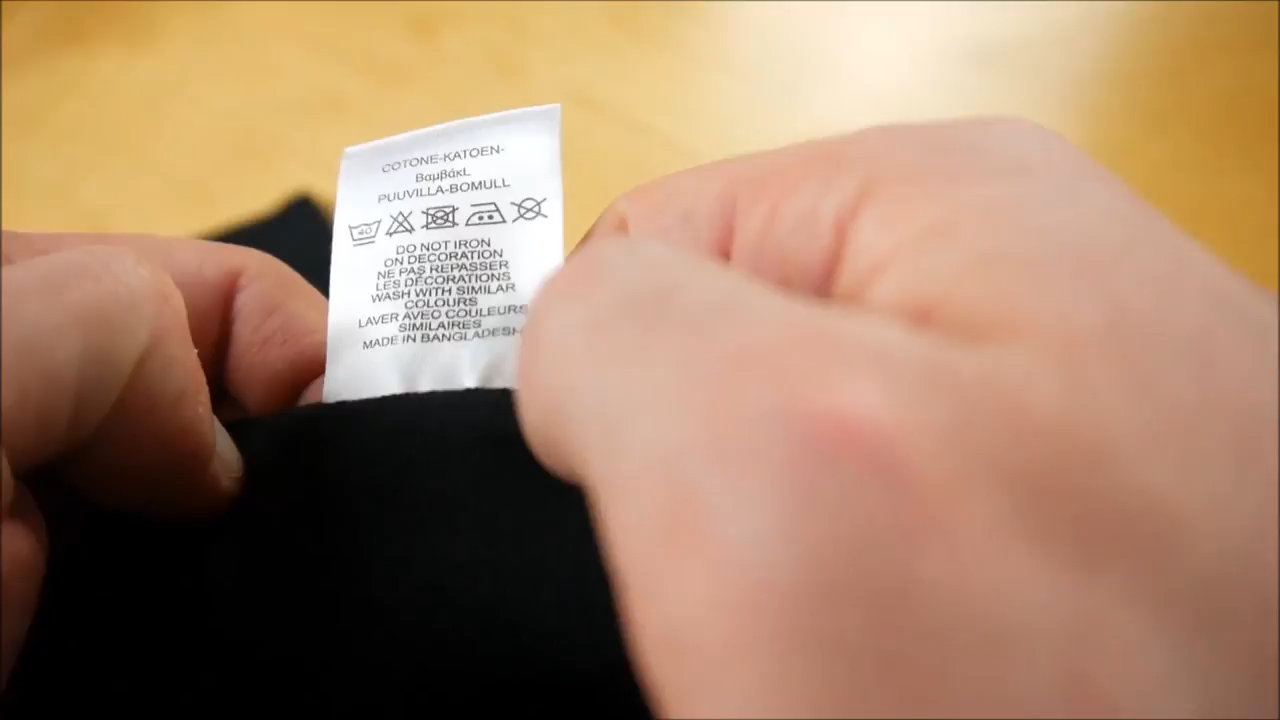 COTONE-KATOEN-
ΒαμβάκL
PUUVILLA-BOMULL
40
DO NOT IRON
ON DECORATION
NE PAS REPASSER
LES DÉCORATIONS
WASH WITH SIMILAR
COLOURS
LAVER AVEC COULEURS
SIMILAIRES
MADE IN BANGLADESH